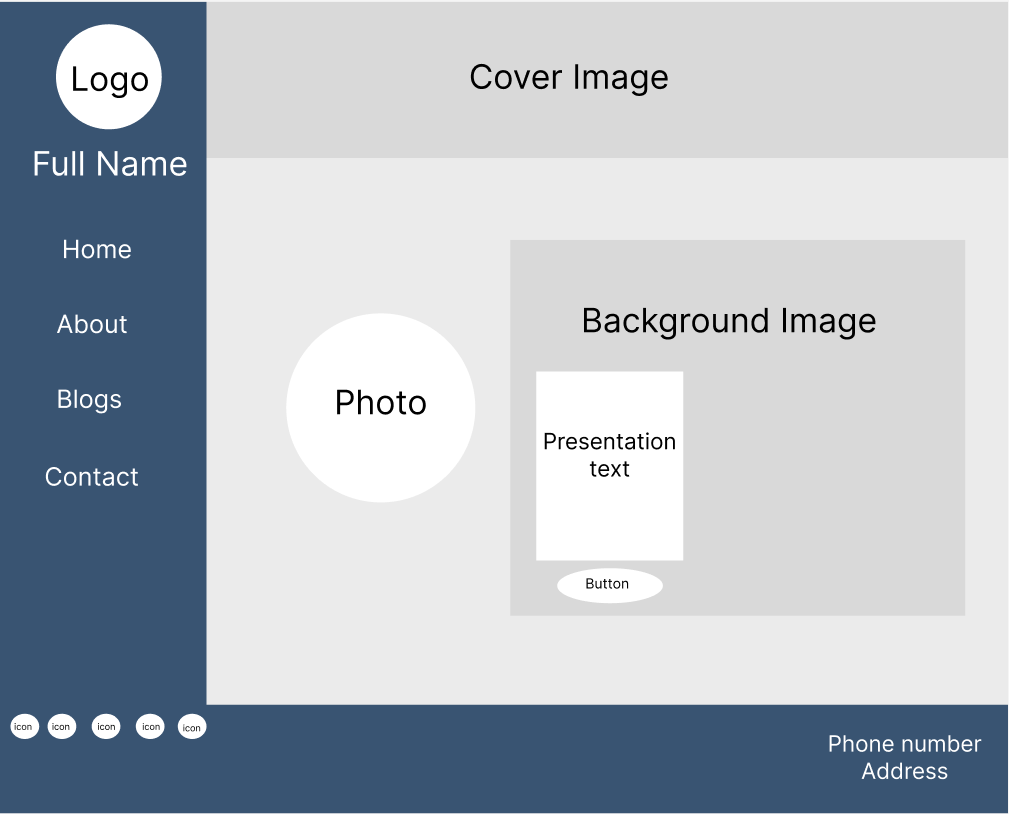 Logo
Full Name
Home
About
Blogs
Contact
Cover Image
Photo
Background Image
Presentation
text
Button
icon
icon
icon
icon
icon
Phone number
Address